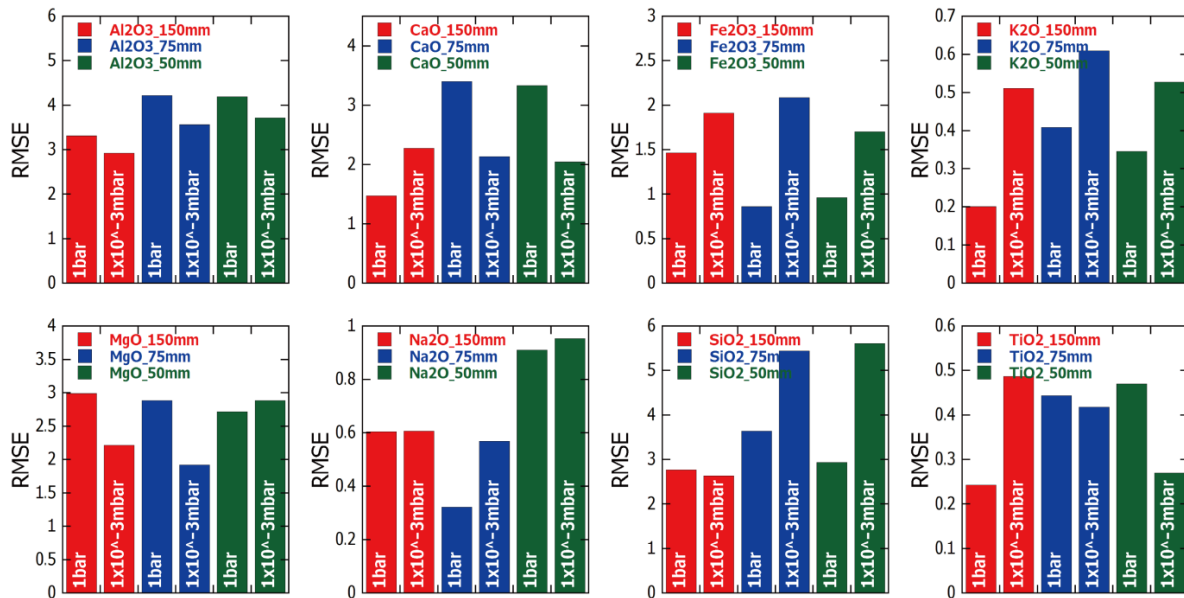 6
5
4
3
2
1
0
RMSE
Al2O3_150mm
Al2O3_75mm
Al2O3_50mm
1bar
1x10^-3mbar
1bar
1x10^-3mbar
1bar
1x10^-3mbar
4
3
2
1
0
RMSE
CaO_150mm
CaO_75mm
CaO_50mm
1bar
1x10^-3mbar
1bar
1x10^-3mbar
1bar
1x10^-3mbar
3
2.5
2
1.5
1
0.5
0
RMSE
Fe2O3_150mm
Fe2O3_75mm
Fe2O3_50mm
1bar
1x10^-3mbar
1bar
1x10^-3mbar
1bar
1x10^-3mbar
0.7
0.6
0.5
0.4
0.3
0.2
0.1
0
RMSE
K2O_150mm
K2O_75mm
K2O_50mm
1bar
1x10^-3mbar
1bar
1x10^-3mbar
1bar
1x10^-3mbar
4
3.5
3
2.5
2
1.5
1
0.5
0
RMSE
MgO_150mm
MgO_75mm
MgO_50mm
1bar
1x10^-3mbar
1bar
1x10^-3mbar
1bar
1x10^-3mbar
1
0.8
0.6
0.4
0.2
0
RMSE
Na2O_150mm
Na2O_75mm
Na2O_50mm
1bar
1x10^-3mbar
1bar
1x10^-3mbar
1bar
1x10^-3mbar
6
5
4
3
2
1
0
RMSE
SiO2_150mm
SiO2_75mm
SiO2_50mm
1bar
1x10^-3mbar
1bar
1x10^-3mbar
1bar
1x10^-3mbar
0.6
0.5
0.4
0.3
0.2
0.1
0
RMSE
TiO2_150mm
TiO2_75mm
TiO2_50mm
1bar
1x10^-3mbar
1bar
1x10^-3mbar
1bar
1x10^-3mbar